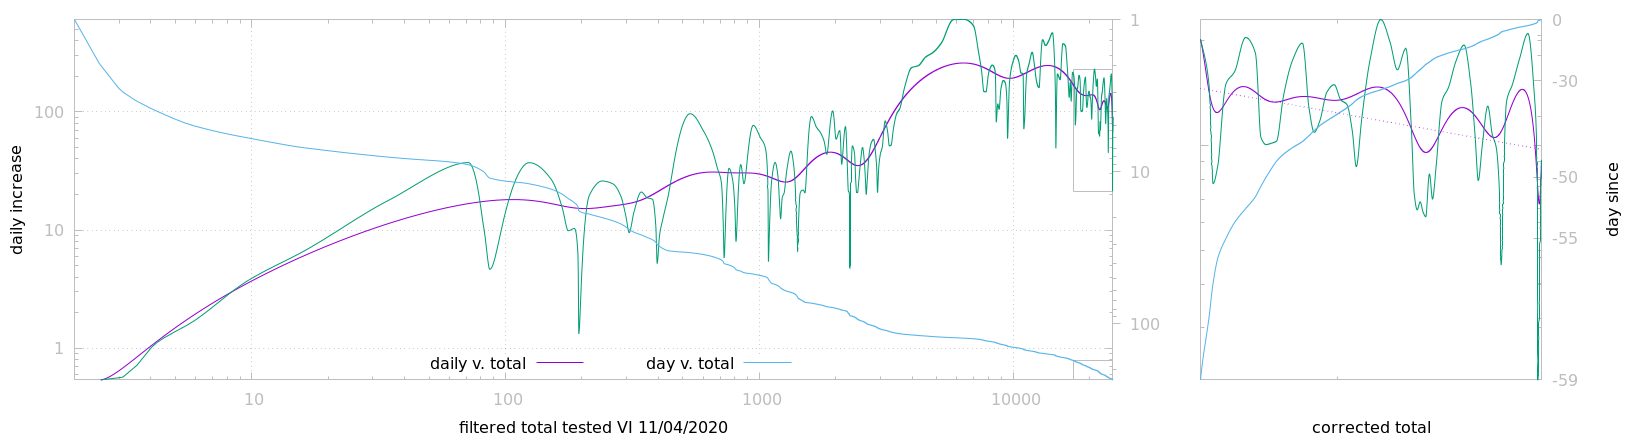 daily increase
100
10
1
10
100
1000
10000
filtered total tested VI 11/04/2020
daily v. total
day v. total
1
10
100
0
-30
-50
-55
-59
day since
corrected total